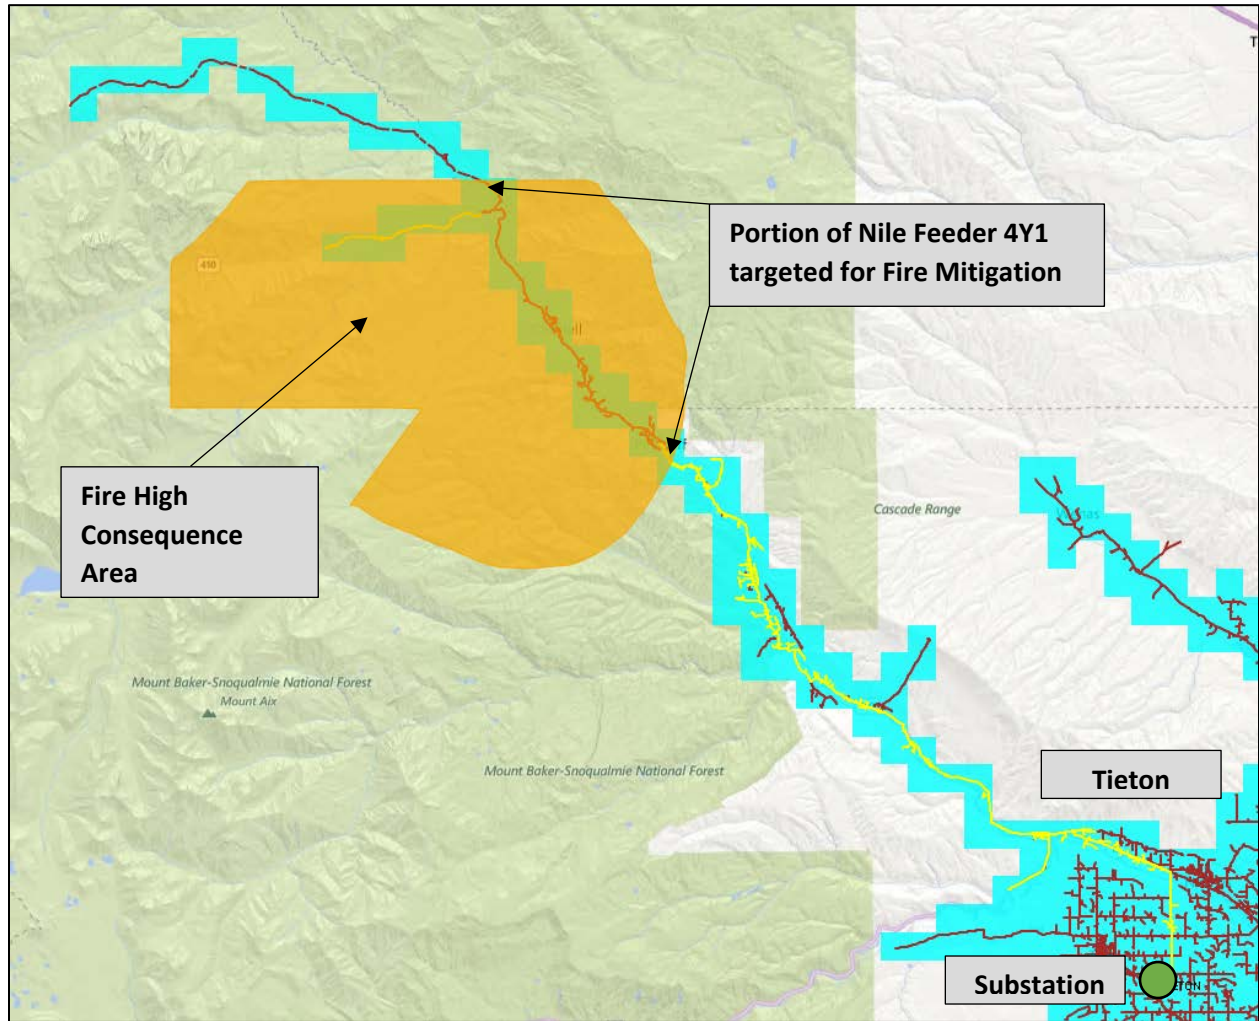 T
Portion of Nile Feeder 4Y1
targeted for Fire Mitigation
410
Fire High
Consequence
Area
Cascade Range
Mount Baker-Snoqualmie National Forest
Mount Aix
Mount Baker-Snoqualmie National Forest
Tieton
Substation